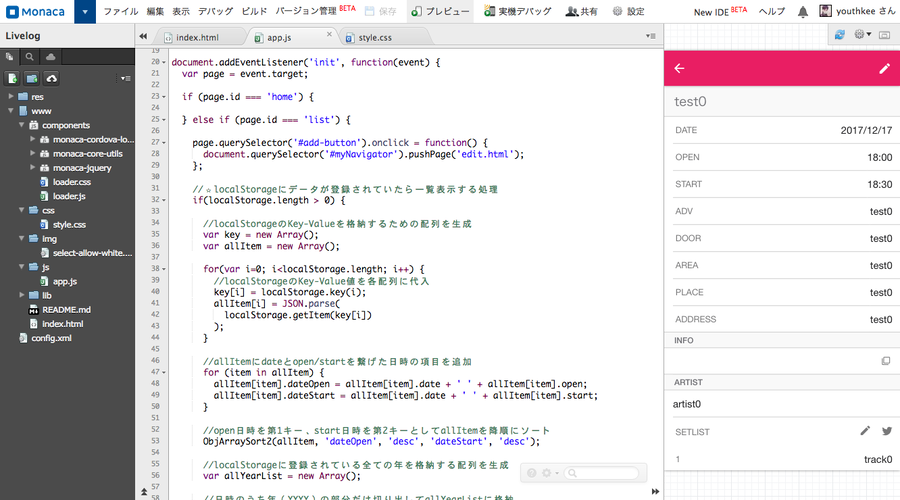 Monaca ファイル 編集 表示 デバッグ ビルド バージョン管理 BETA 保存 プレビュー 実機デバッグ 共有 設定 New IDE BETA ヘルプ youthkee さん
Livelog
index.html
app.js
style.css
res
www
components
monaca-cordova-lo...
monaca-core-utils
monaca-jquery
loader.css
loader.js
css
style.css
img
select-allow-white....
js
app.js
lib
README.md
index.html
config.xml
19
20 document.addEventListener('init', function(event) {
21 var page = event.target;
22
23 if (page.id === 'home') {
24
25 } else if (page.id === 'list') {
26
27 page.querySelector('#add-button').onclick = function() {
28 document.querySelector('#myNavigator').pushPage('edit.html');
29 };
30
31 //☆localStorageにデータが登録されていたら一覧表示する処理
32 if(localStorage.length > 0) {
33
34 //localStorageのKey-Valueを格納するための配列を生成
35 var key = new Array();
36 var allItem = new Array();
37
38 for(var i=0; i<localStorage.length; i++) {
39 //localStorageのKey-Value値を各配列に代入
40 key[i] = localStorage.key(i);
41 allItem[i] = JSON.parse(
42 localStorage.getItem(key[i])
43 );
44 }
45
46 //allItemにdateとopen/startを繋げた日時の項目を追加
47 for (item in allItem) {
48 allItem[item].dateOpen = allItem[item].date + ' ' + allItem[item].open;
49 allItem[item].dateStart = allItem[item].date + ' ' + allItem[item].start;
50 }
51
52 //open日時を第1キー、start日時を第2キーとしてallItemを降順にソート
53 ObjArraySort2(allItem, 'dateOpen', 'desc', 'dateStart', 'desc');
54
55 //localStorageに登録されている全ての年を格納する配列を生成
56 var allYearList = new Array();
57
58 //日時のうち年（YYYY）の部分だけ切り出してallYearListに格納
test0
DATE 2017/12/17
OPEN 18:00
START 18:30
ADV test0
DOOR test0
AREA test0
PLACE test0
ADDRESS test0
INFO
ARTIST
artist0
SETLIST
1 track0